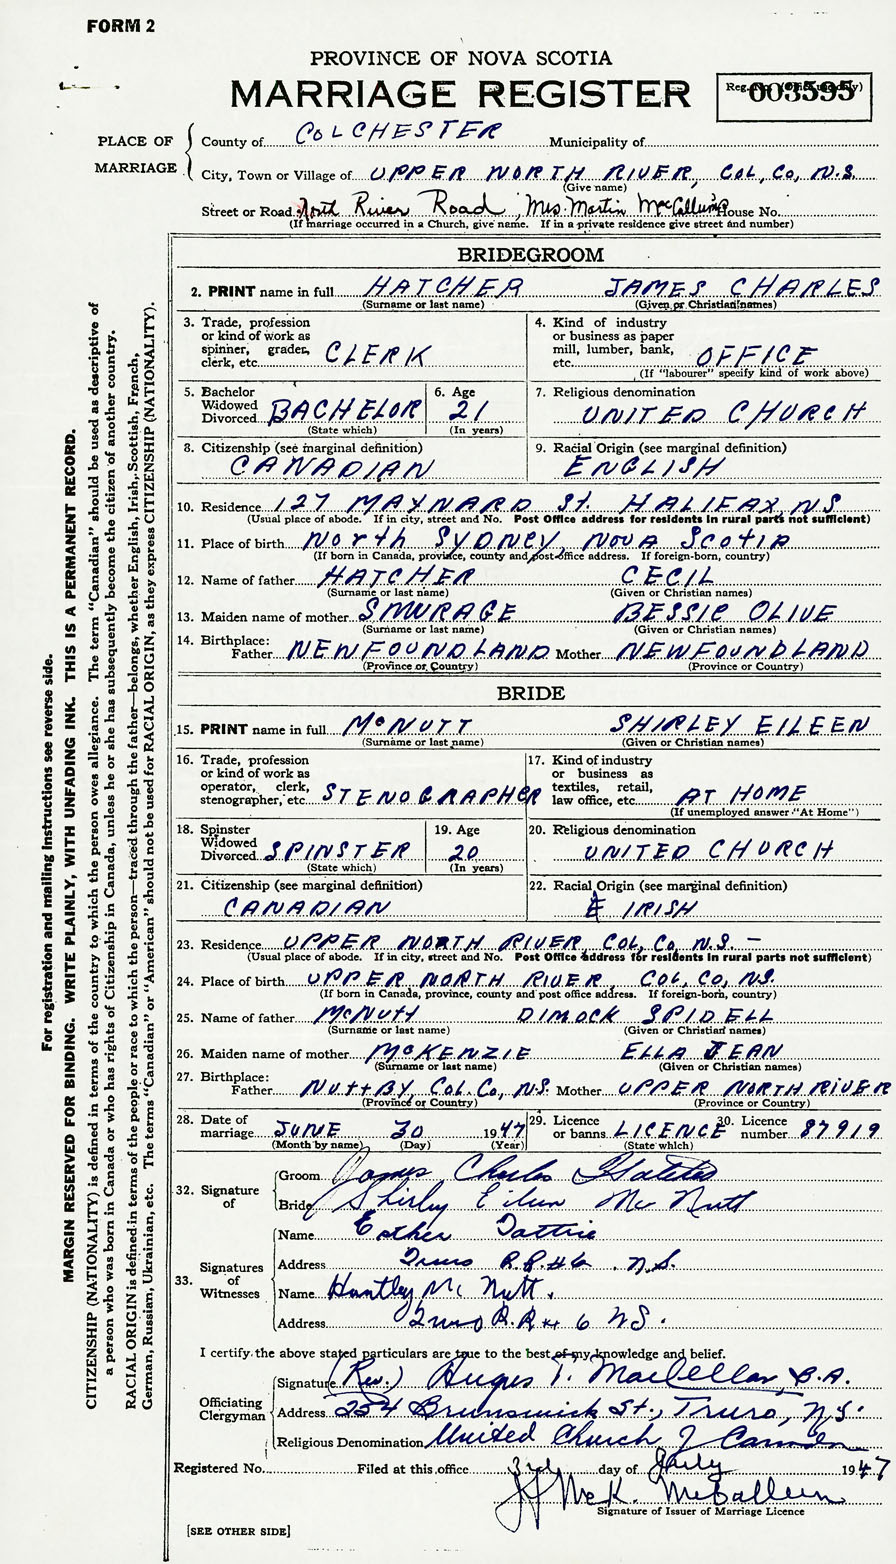 FORM 2
PROVINCE OF NOVA SCOTIA
MARRIAGE REGISTER
Reg. No. (Office use only)
003595
PLACE OF MARRIAGE
County of COLCHESTER Municipality of
City, Town or Village of UPPER NORTH RIVER, COL, CO, N.S.
(Give name)
Street or Road North River Road, Mrs. Martin McCallum's House No.
(If marriage occurred in a Church, give name. If in a private residence give street and number)
BRIDEGROOM
2. PRINT name in full HATCHER JAMES CHARLES
(Surname or last name) (Given or Christian names)
3. Trade, profession
or kind of work as
spinner, grader,
clerk, etc. CLERK
4. Kind of industry
or business as paper
mill, lumber, bank,
etc. OFFICE
(If "labourer" specify kind of work above)
5. Bachelor
Widowed
Divorced BACHELOR
(State which)
6. Age
21
(In years)
7. Religious denomination
UNITED CHURCH
8. Citizenship (see marginal definition)
CANADIAN
9. Racial Origin (see marginal definition)
ENGLISH
10. Residence 127 MAYNARD St. HALIFAX NS
(Usual place of abode. If in city, street and No. Post Office address for residents in rural parts not sufficient)
11. Place of birth North SYDNEY, NOVA SCOTIA
(If born in Canada, province, county and post office address. If foreign-born, country)
12. Name of father HATCHER CECIL
(Surname or last name) (Given or Christian names)
13. Maiden name of mother SMURAGE BESSIE OLIVE
(Surname or last name) (Given or Christian names)
14. Birthplace:
Father NEWFOUNDLAND Mother NEWFOUNDLAND
(Province or Country) (Province or Country)
BRIDE
15. PRINT name in full McNUTT SHIRLEY EILEEN
(Surname or last name) (Given or Christian names)
16. Trade, profession
or kind of work as
operator, clerk,
stenographer, etc. STENOGRAPHER
17. Kind of industry
or business as
textiles, retail,
law office, etc. AT HOME
(If unemployed answer "At Home")
18. Spinster
Widowed
Divorced SPINSTER
(State which)
19. Age
20
(In years)
20. Religious denomination
UNITED CHURCH
21. Citizenship (see marginal definition)
CANADIAN
22. Racial Origin (see marginal definition)
IRISH
23. Residence UPPER NORTH RIVER, COL, CO, N.S. —
(Usual place of abode. If in city, street and No. Post Office address for residents in rural parts not sufficient)
24. Place of birth UPPER NORTH RIVER, COL, CO, N.S.
(If born in Canada, province, county and post office address. If foreign-born, country)
25. Name of father McNUTT DIMOCK SPIDELL
(Surname or last name) (Given or Christian names)
26. Maiden name of mother McKENZIE ELLA JEAN
(Surname or last name) (Given or Christian names)
27. Birthplace:
Father NUTTBY, COL. CO, N.S. Mother UPPER NORTH RIVER
(Province or Country) (Province or Country)
28. Date of
marriage JUNE 30 1947
(Month by name) (Day) (Year)
29. Licence
or banns LICENCE
(State which)
30. Licence
number 87919
32. Signature of
Groom James Charles Hatcher
Bride Shirley Eileen McNutt
33. Signatures of Witnesses
Name Esther Tattrie
Address Truro R.R.#6. N.S.
Name Huntley McNutt.
Address Truro R.R # 6 NS.
I certify the above stated particulars are true to the best of my knowledge and belief.
Officiating Clergyman
Signature (Rev.) T. MacLellan, B.A.
Address 254 Brunswick St., Truro, N.S.
Religious Denomination United Church of Canada
Registered No. Filed at this office 3rd day of July 1947
McK. McCallum
Signature of Issuer of Marriage Licence
[SEE OTHER SIDE]
For registration and mailing instructions see reverse side.
MARGIN RESERVED FOR BINDING. WRITE PLAINLY, WITH UNFADING INK. THIS IS A PERMANENT RECORD.
CITIZENSHIP (NATIONALITY) is defined in terms of the country to which the person owes allegiance. The term "Canadian" should be used as descriptive of
a person who was born in Canada or who has rights of Citizenship in Canada, unless he or she has subsequently become the citizen of another country.
RACIAL ORIGIN is defined in terms of the people or race to which the person—traced through the father—belongs, whether English, Irish, Scottish, French,
German, Russian, Ukrainian, etc. The terms "Canadian" or "American" should not be used for RACIAL ORIGIN, as they express CITIZENSHIP (NATIONALITY).